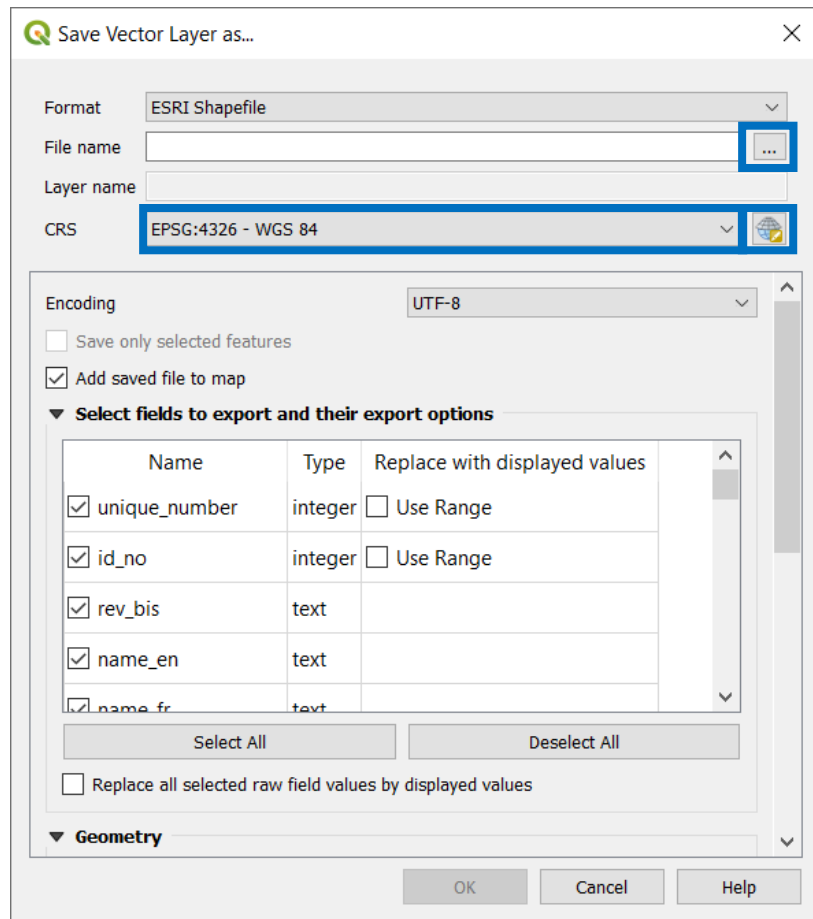 Save Vector Layer as...
Format ESRI Shapefile
File name ...
Layer name
CRS EPSG:4326 - WGS 84
Encoding UTF-8
Save only selected features
Add saved file to map
Select fields to export and their export options
Name Type Replace with displayed values
unique_number integer Use Range
id_no integer Use Range
rev_bis text
name_en text
name_fr text
Select All Deselect All
Replace all selected raw field values by displayed values
Geometry
OK Cancel Help